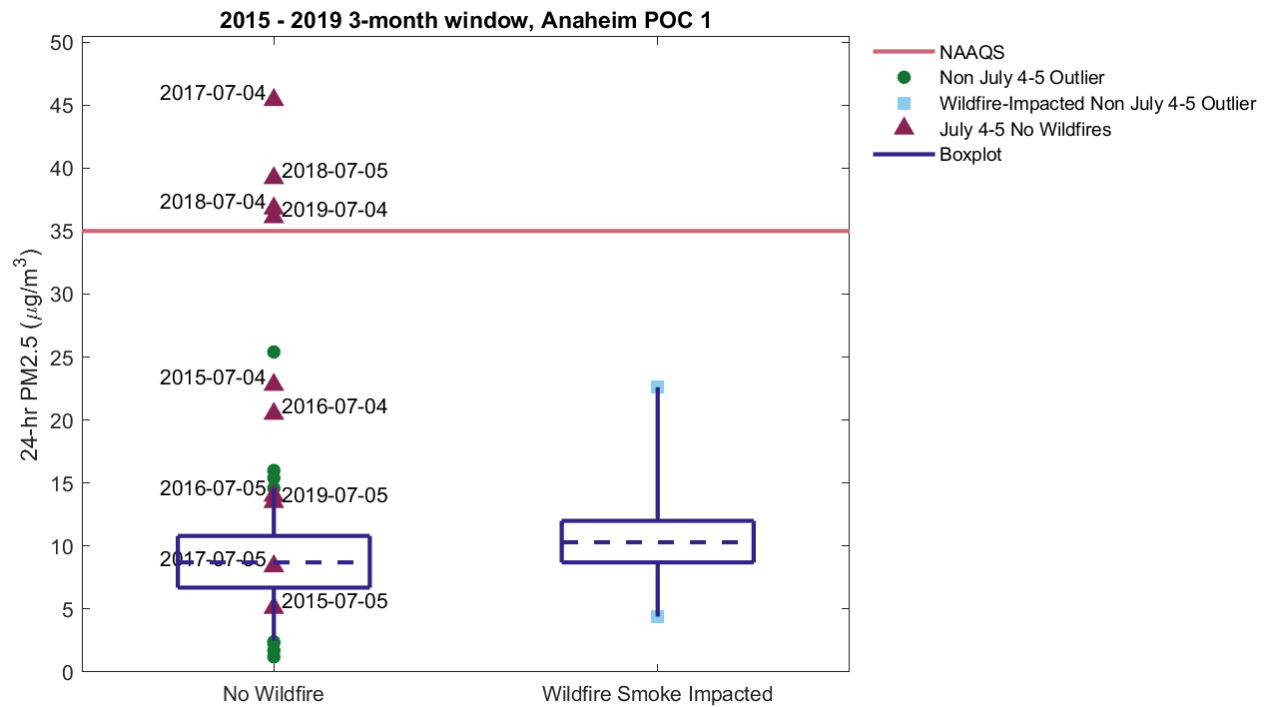 2015 - 2019 3-month window, Anaheim POC 1
24-hr PM2.5 (μg/m³)
50
45
40
35
30
25
20
15
10
5
0
2017-07-04
2018-07-05
2018-07-04
2019-07-04
2015-07-04
2016-07-04
2016-07-05
2019-07-05
2017-07-05
2015-07-05
No Wildfire
Wildfire Smoke Impacted
NAAQS
Non July 4-5 Outlier
Wildfire-Impacted Non July 4-5 Outlier
July 4-5 No Wildfires
Boxplot